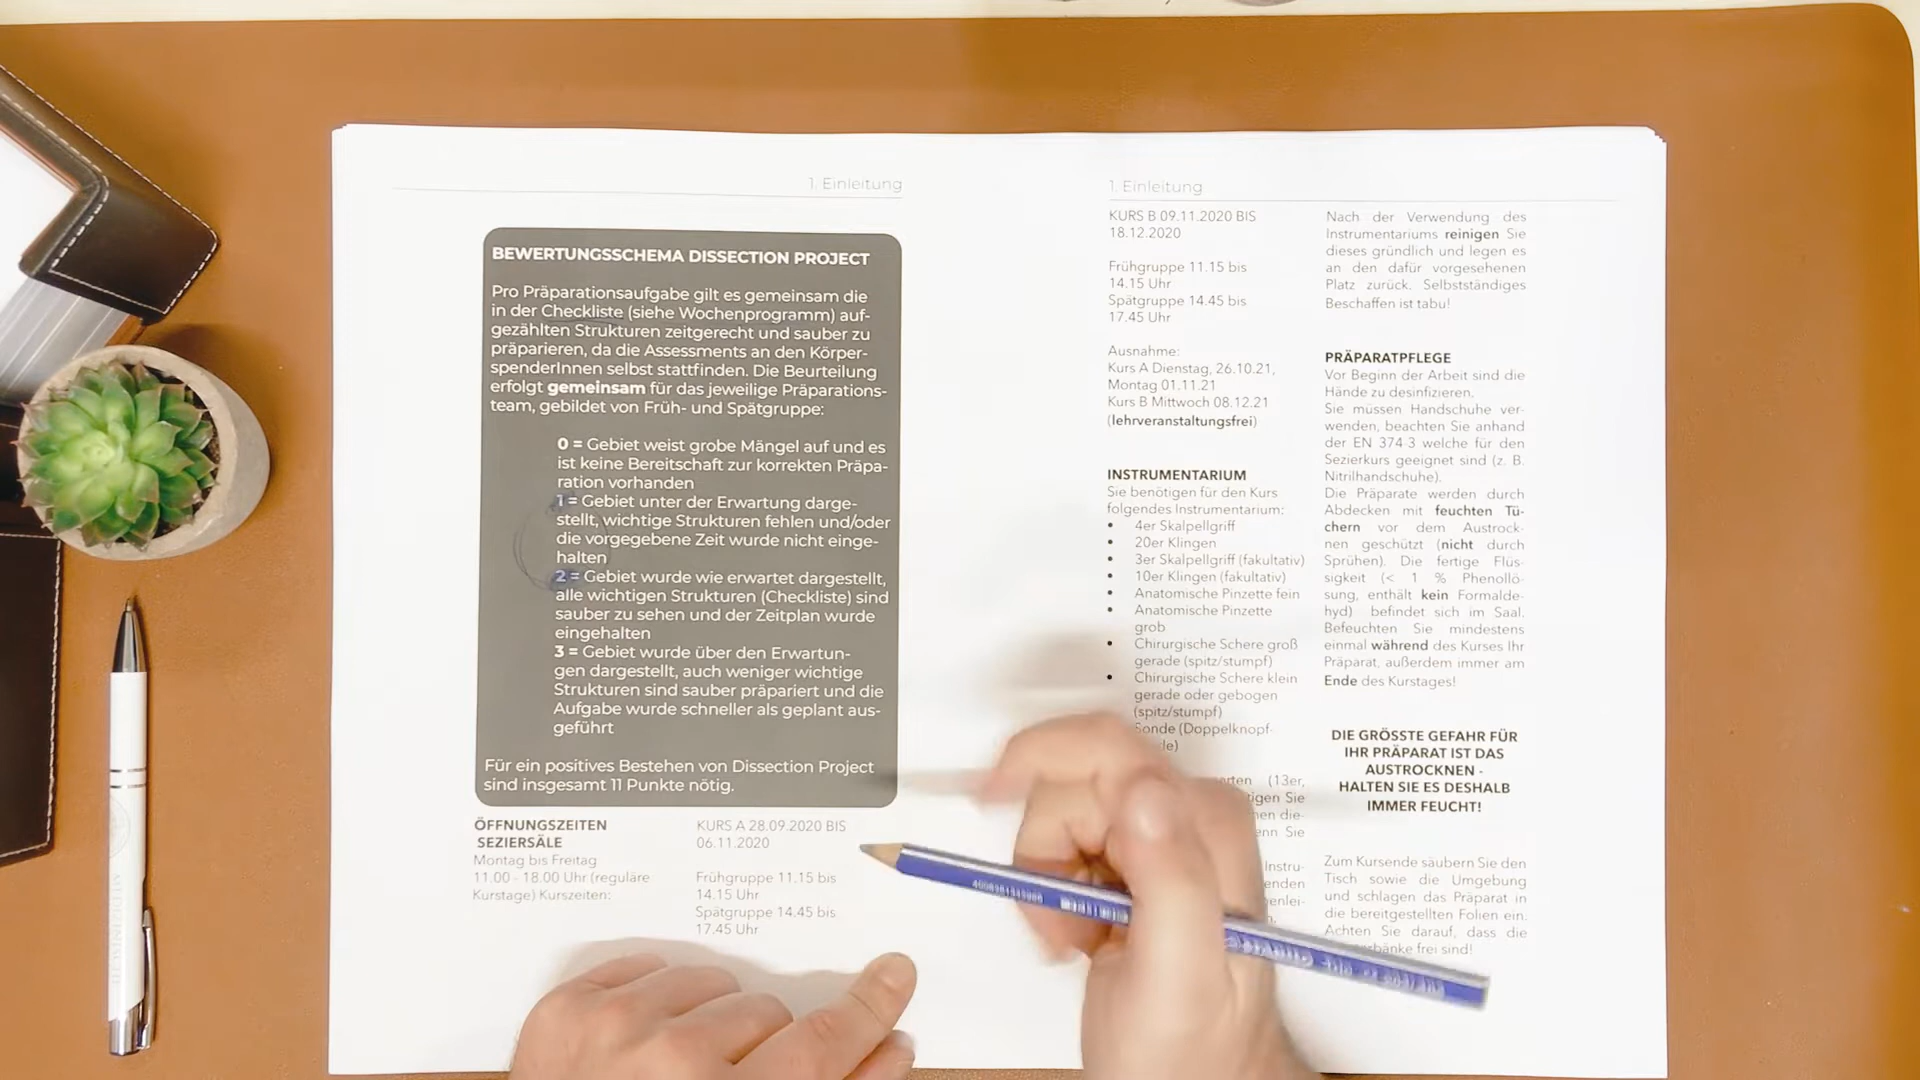 1. Einleitung
BEWERTUNGSSCHEMA DISSECTION PROJECT
Pro Präparationsaufgabe gilt es gemeinsam die
in der Checkliste (siehe Wochenprogramm) auf-
gezählten Strukturen zeitgerecht und sauber zu
präparieren, da die Assessments an den Körper-
spenderInnen selbst stattfinden. Die Beurteilung
erfolgt gemeinsam für das jeweilige Präparations-
team, gebildet von Früh- und Spätgruppe:
0 = Gebiet weist grobe Mängel auf und es
ist keine Bereitschaft zur korrekten Präpa-
ration vorhanden
1 = Gebiet unter der Erwartung darge-
stellt, wichtige Strukturen fehlen und/oder
die vorgegebene Zeit wurde nicht einge-
halten
2 = Gebiet wurde wie erwartet dargestellt,
alle wichtigen Strukturen (Checkliste) sind
sauber zu sehen und der Zeitplan wurde
eingehalten
3 = Gebiet wurde über den Erwartun-
gen dargestellt, auch weniger wichtige
Strukturen sind sauber präpariert und die
Aufgabe wurde schneller als geplant aus-
geführt
Für ein positives Bestehen von Dissection Project
sind insgesamt 11 Punkte nötig.
ÖFFNUNGSZEITEN
SEZIERSÄLE
Montag bis Freitag
11.00 - 18.00 Uhr (reguläre
Kurstage) Kurszeiten:
KURS A 28.09.2020 BIS
06.11.2020
Frühgruppe 11.15 bis
14.15 Uhr
Spätgruppe 14.45 bis
17.45 Uhr
1. Einleitung
KURS B 09.11.2020 BIS
18.12.2020
Frühgruppe 11.15 bis
14.15 Uhr
Spätgruppe 14.45 bis
17.45 Uhr
Ausnahme:
Kurs A Dienstag, 26.10.21,
Montag 01.11.21
Kurs B Mittwoch 08.12.21
(lehrveranstaltungsfrei)
INSTRUMENTARIUM
Sie benötigen für den Kurs
folgendes Instrumentarium:
• 4er Skalpellgriff
• 20er Klingen
• 3er Skalpellgriff (fakultativ)
• 10er Klingen (fakultativ)
• Anatomische Pinzette fein
• Anatomische Pinzette
grob
• Chirurgische Schere groß
gerade (spitz/stumpf)
• Chirurgische Schere klein
gerade oder gebogen
(spitz/stumpf)
Sonde (Doppelknopf-
(13er,
Sie
Sie
Instru-
Nach der Verwendung des
Instrumentariums reinigen Sie
dieses gründlich und legen es
an den dafür vorgesehenen
Platz zurück. Selbstständiges
Beschaffen ist tabu!
PRÄPARATPFLEGE
Vor Beginn der Arbeit sind die
Hände zu desinfizieren.
Sie müssen Handschuhe ver-
wenden, beachten Sie anhand
der EN 374-3 welche für den
Sezierkurs geeignet sind (z. B.
Nitrilhandschuhe).
Die Präparate werden durch
Abdecken mit feuchten Tü-
chern vor dem Austrock-
nen geschützt (nicht durch
Sprühen). Die fertige Flüs-
sigkeit (< 1 % Phenollö-
sung, enthält kein Formalde-
hyd) befindet sich im Saal.
Befeuchten Sie mindestens
einmal während des Kurses Ihr
Präparat, außerdem immer am
Ende des Kurstages!
DIE GRÖSSTE GEFAHR FÜR
IHR PRÄPARAT IST DAS
AUSTROCKNEN -
HALTEN SIE ES DESHALB
IMMER FEUCHT!
Zum Kursende säubern Sie den
Tisch sowie die Umgebung
und schlagen das Präparat in
die bereitgestellten Folien ein.
Achten Sie darauf, dass die
frei sind!